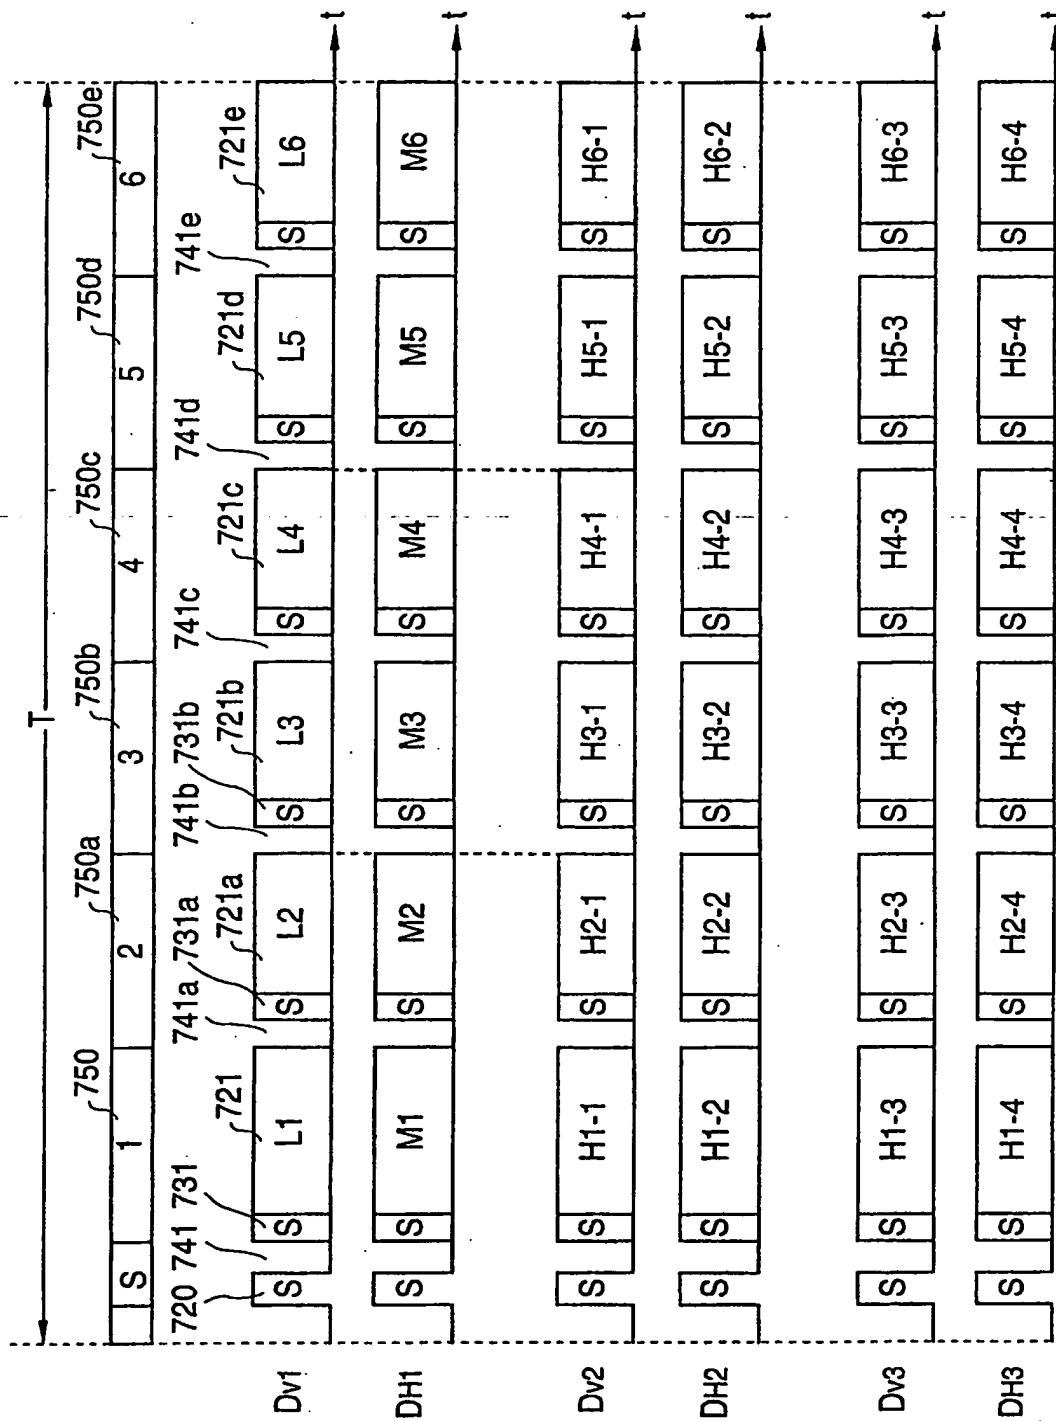 T
750 750a 750b 750c 750d 750e
S 1 2 3 4 5 6
720 741 731 721 741a 731a 721a 741b 731b 721b 741c 721c 741d 721d 741e 721e
Dv1 S S L1 S L2 S L3 S L4 S L5 S L6 t
DH1 S S M1 S M2 S M3 S M4 S M5 S M6 t
Dv2 S S H1-1 S H2-1 S H3-1 S H4-1 S H5-1 S H6-1 t
DH2 S S H1-2 S H2-2 S H3-2 S H4-2 S H5-2 S H6-2 t
Dv3 S S H1-3 S H2-3 S H3-3 S H4-3 S H5-3 S H6-3 t
DH3 S S H1-4 S H2-4 S H3-4 S H4-4 S H5-4 S H6-4 t